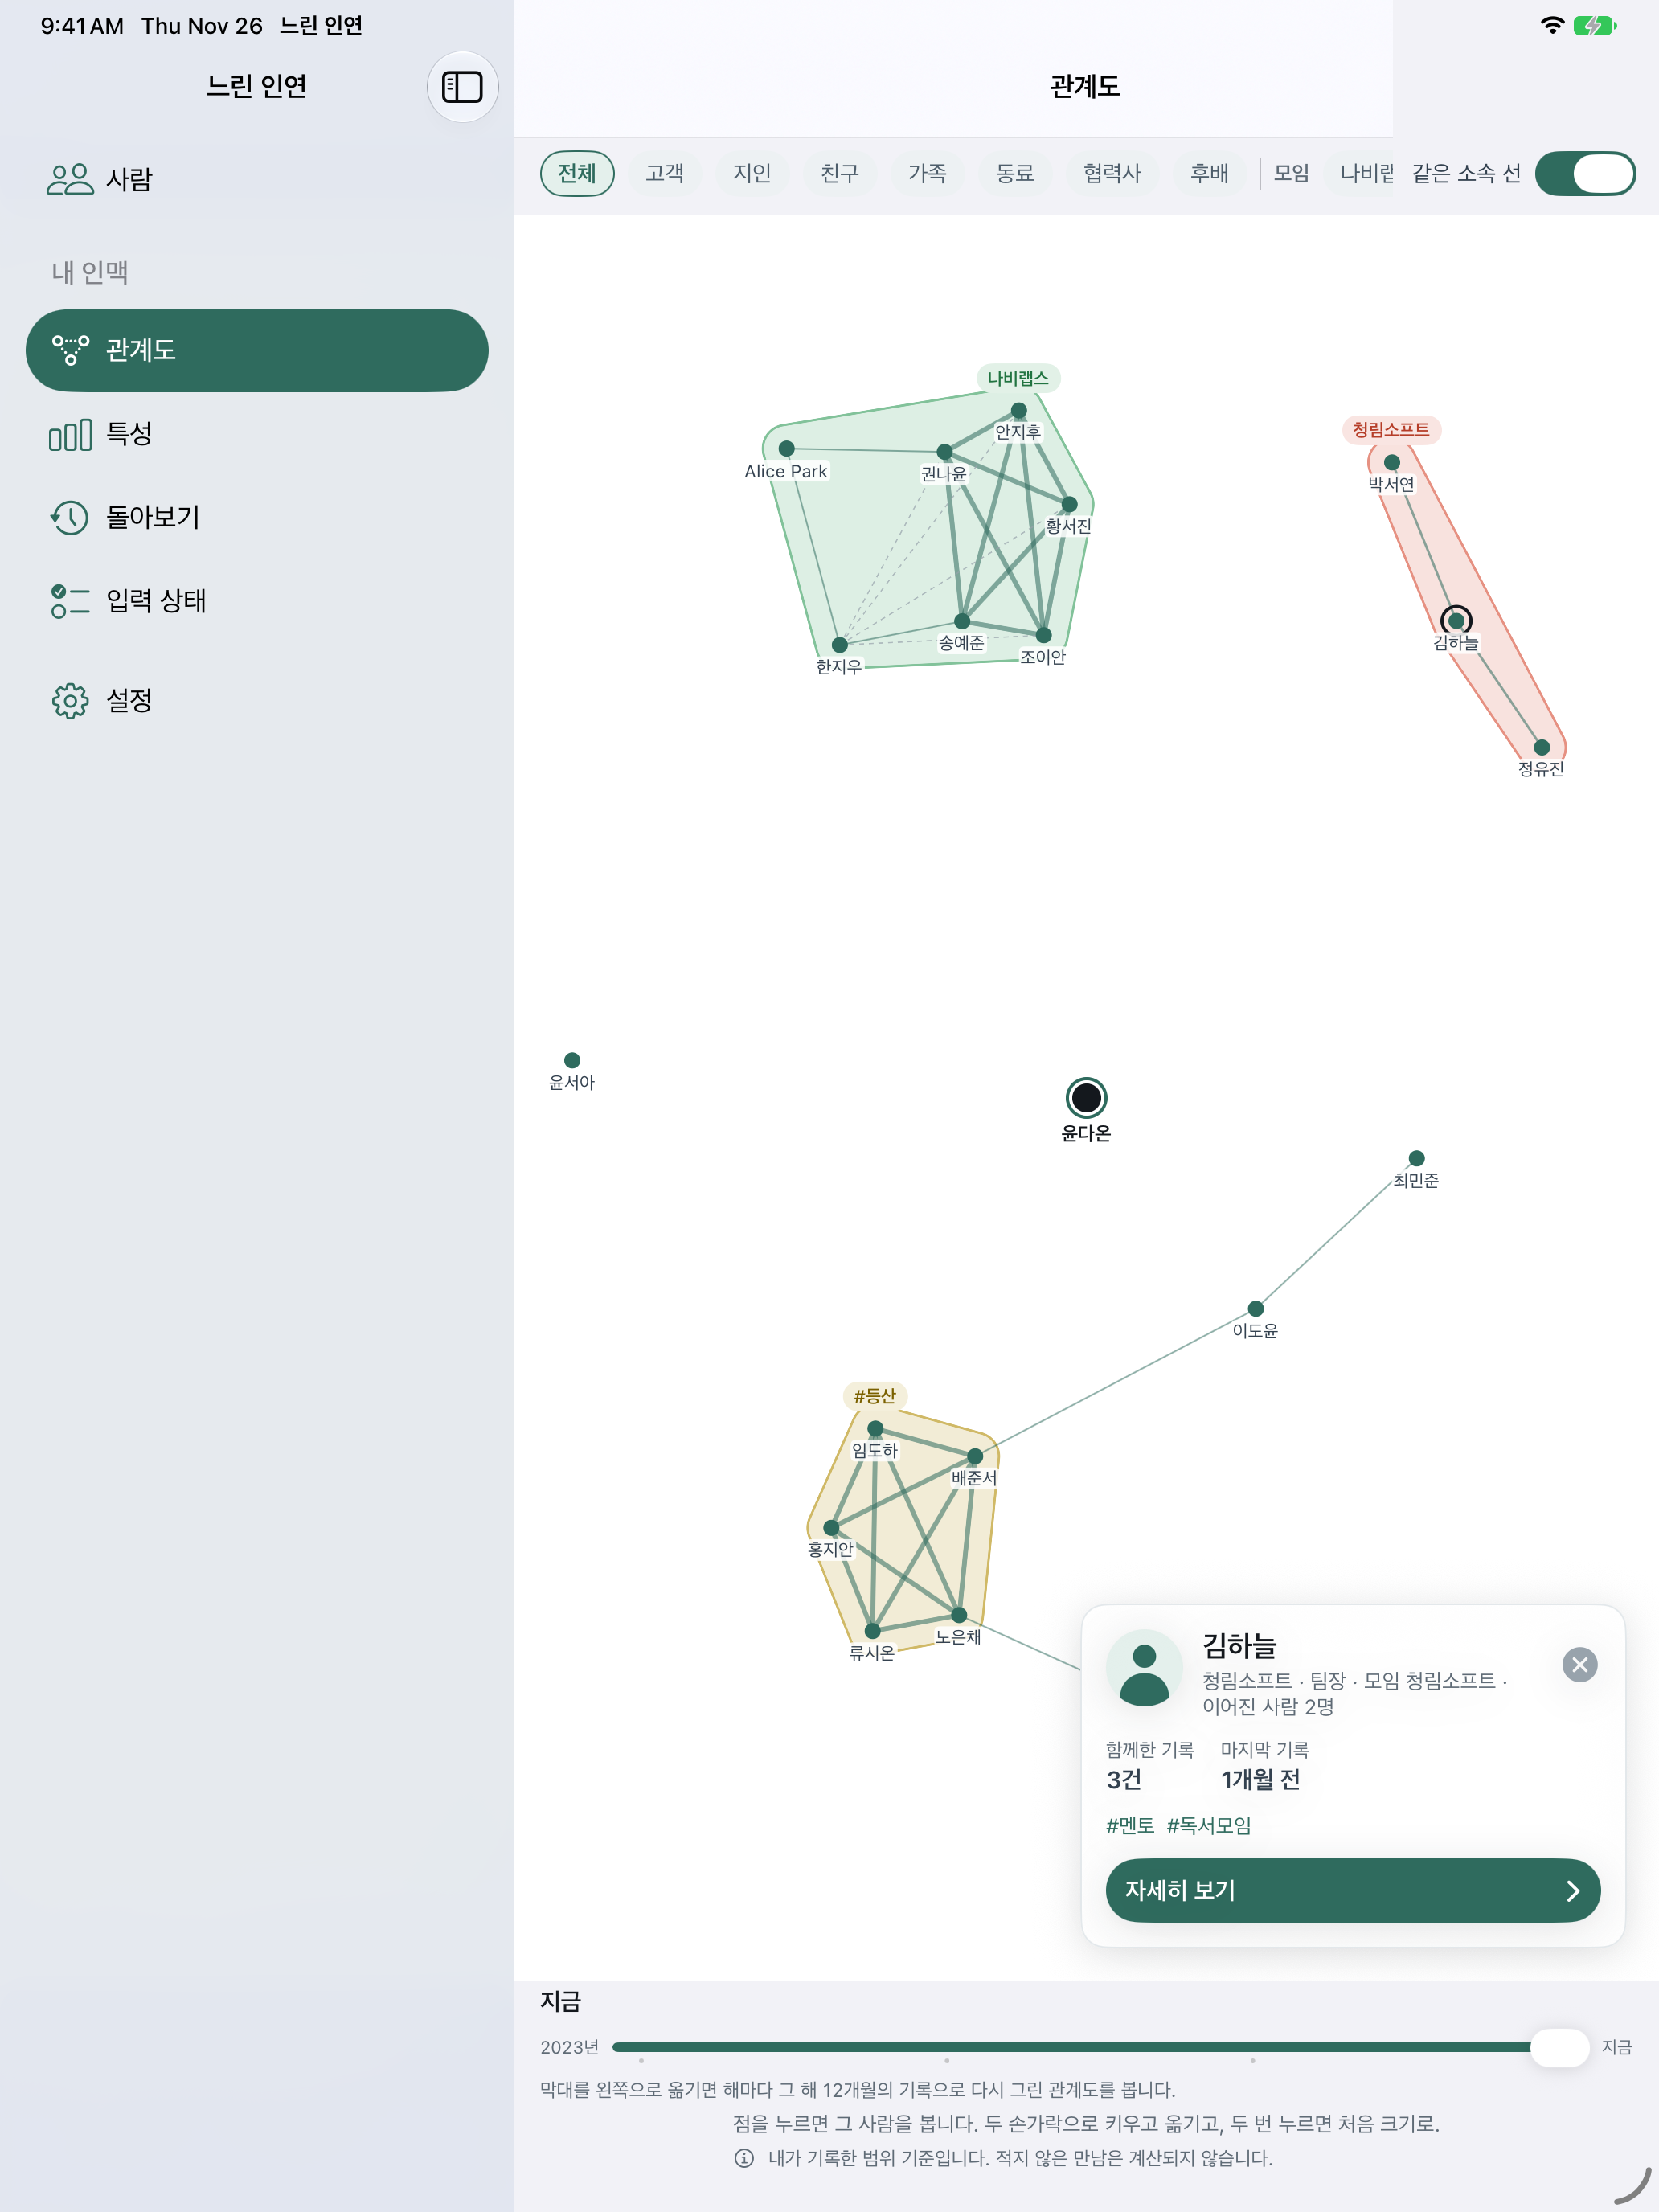 9:41 AM Thu Nov 26 느린 인연
느린 인연
사람
내 인맥
관계도
특성
돌아보기
입력 상태
설정
관계도
전체 고객 지인 친구 가족 동료 협력사 후배 모임 같은 소속 선
나비랩스
안지후
Alice Park
권나윤
황서진
송예준
조이안
한지우
청림소프트
박서연
김하늘
정유진
윤서아
윤다온
최민준
이도윤
#등산
임도하
배준서
홍지안
노은채
류시온
김하늘
청림소프트 · 팀장 · 모임 청림소프트 ·
이어진 사람 2명
함께한 기록 마지막 기록
3건 1개월 전
#멘토 #독서모임
자세히 보기
지금
2023년 지금
막대를 왼쪽으로 옮기면 해마다 그 해 12개월의 기록으로 다시 그린 관계도를 봅니다.
점을 누르면 그 사람을 봅니다. 두 손가락으로 키우고 옮기고, 두 번 누르면 처음 크기로.
내가 기록한 범위 기준입니다. 적지 않은 만남은 계산되지 않습니다.